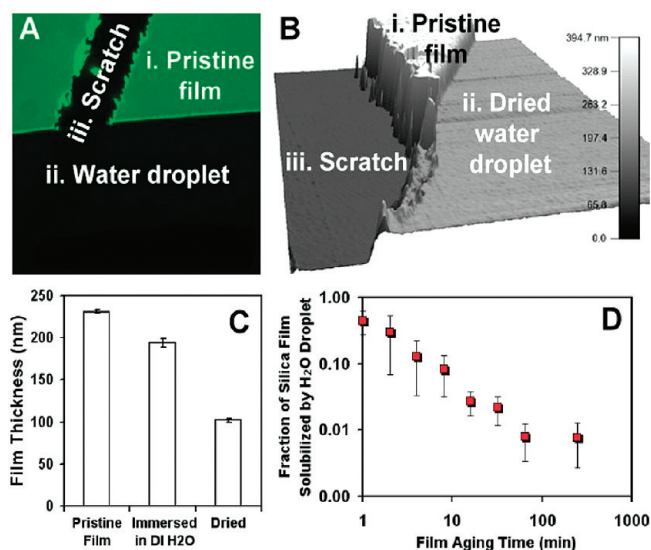 A
i. Pristine
film
iii. Scratch
ii. Water droplet
B
i. Pristine
film
ii. Dried
water
droplet
iii. Scratch
394.7 nm
328.9
263.2
197.4
131.6
65.8
0.0
C
Film Thickness (nm)
250
200
150
100
50
0
Pristine
Film
Immersed
in DI H2O
Dried
D
Fraction of Silica Film
Solubilized by H2O Droplet
1.00
0.10
0.01
0.00
1
10
100
1000
Film Aging Time (min)